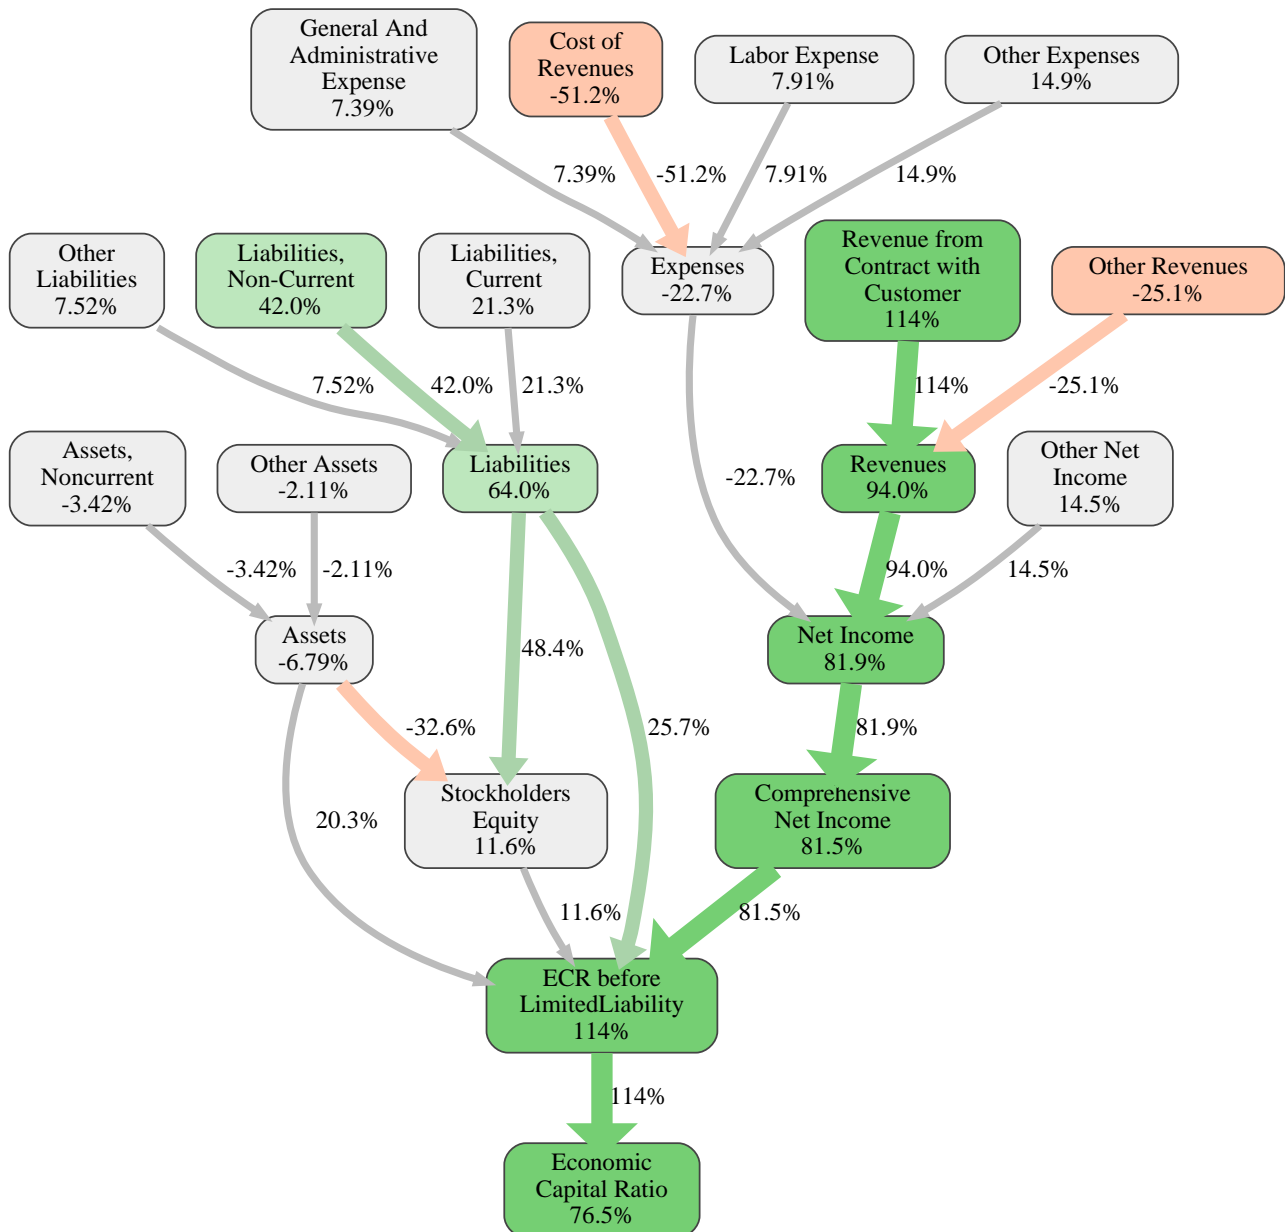 General And
Administrative
Expense
7.39%
Cost of
Revenues
-51.2%
Labor Expense
7.91%
Other Expenses
14.9%
7.39%
-51.2%
7.91%
14.9%
Other
Liabilities
7.52%
Liabilities,
Non-Current
42.0%
Liabilities,
Current
21.3%
Expenses
-22.7%
Revenue from
Contract with
Customer
114%
Other Revenues
-25.1%
7.52%
42.0%
21.3%
114%
-25.1%
Assets,
Noncurrent
-3.42%
Other Assets
-2.11%
Liabilities
64.0%
-22.7%
Revenues
94.0%
Other Net
Income
14.5%
-3.42%
-2.11%
94.0%
14.5%
Assets
-6.79%
48.4%
Net Income
81.9%
-32.6%
25.7%
81.9%
20.3%
Stockholders
Equity
11.6%
Comprehensive
Net Income
81.5%
11.6%
81.5%
ECR before
LimitedLiability
114%
114%
Economic
Capital Ratio
76.5%